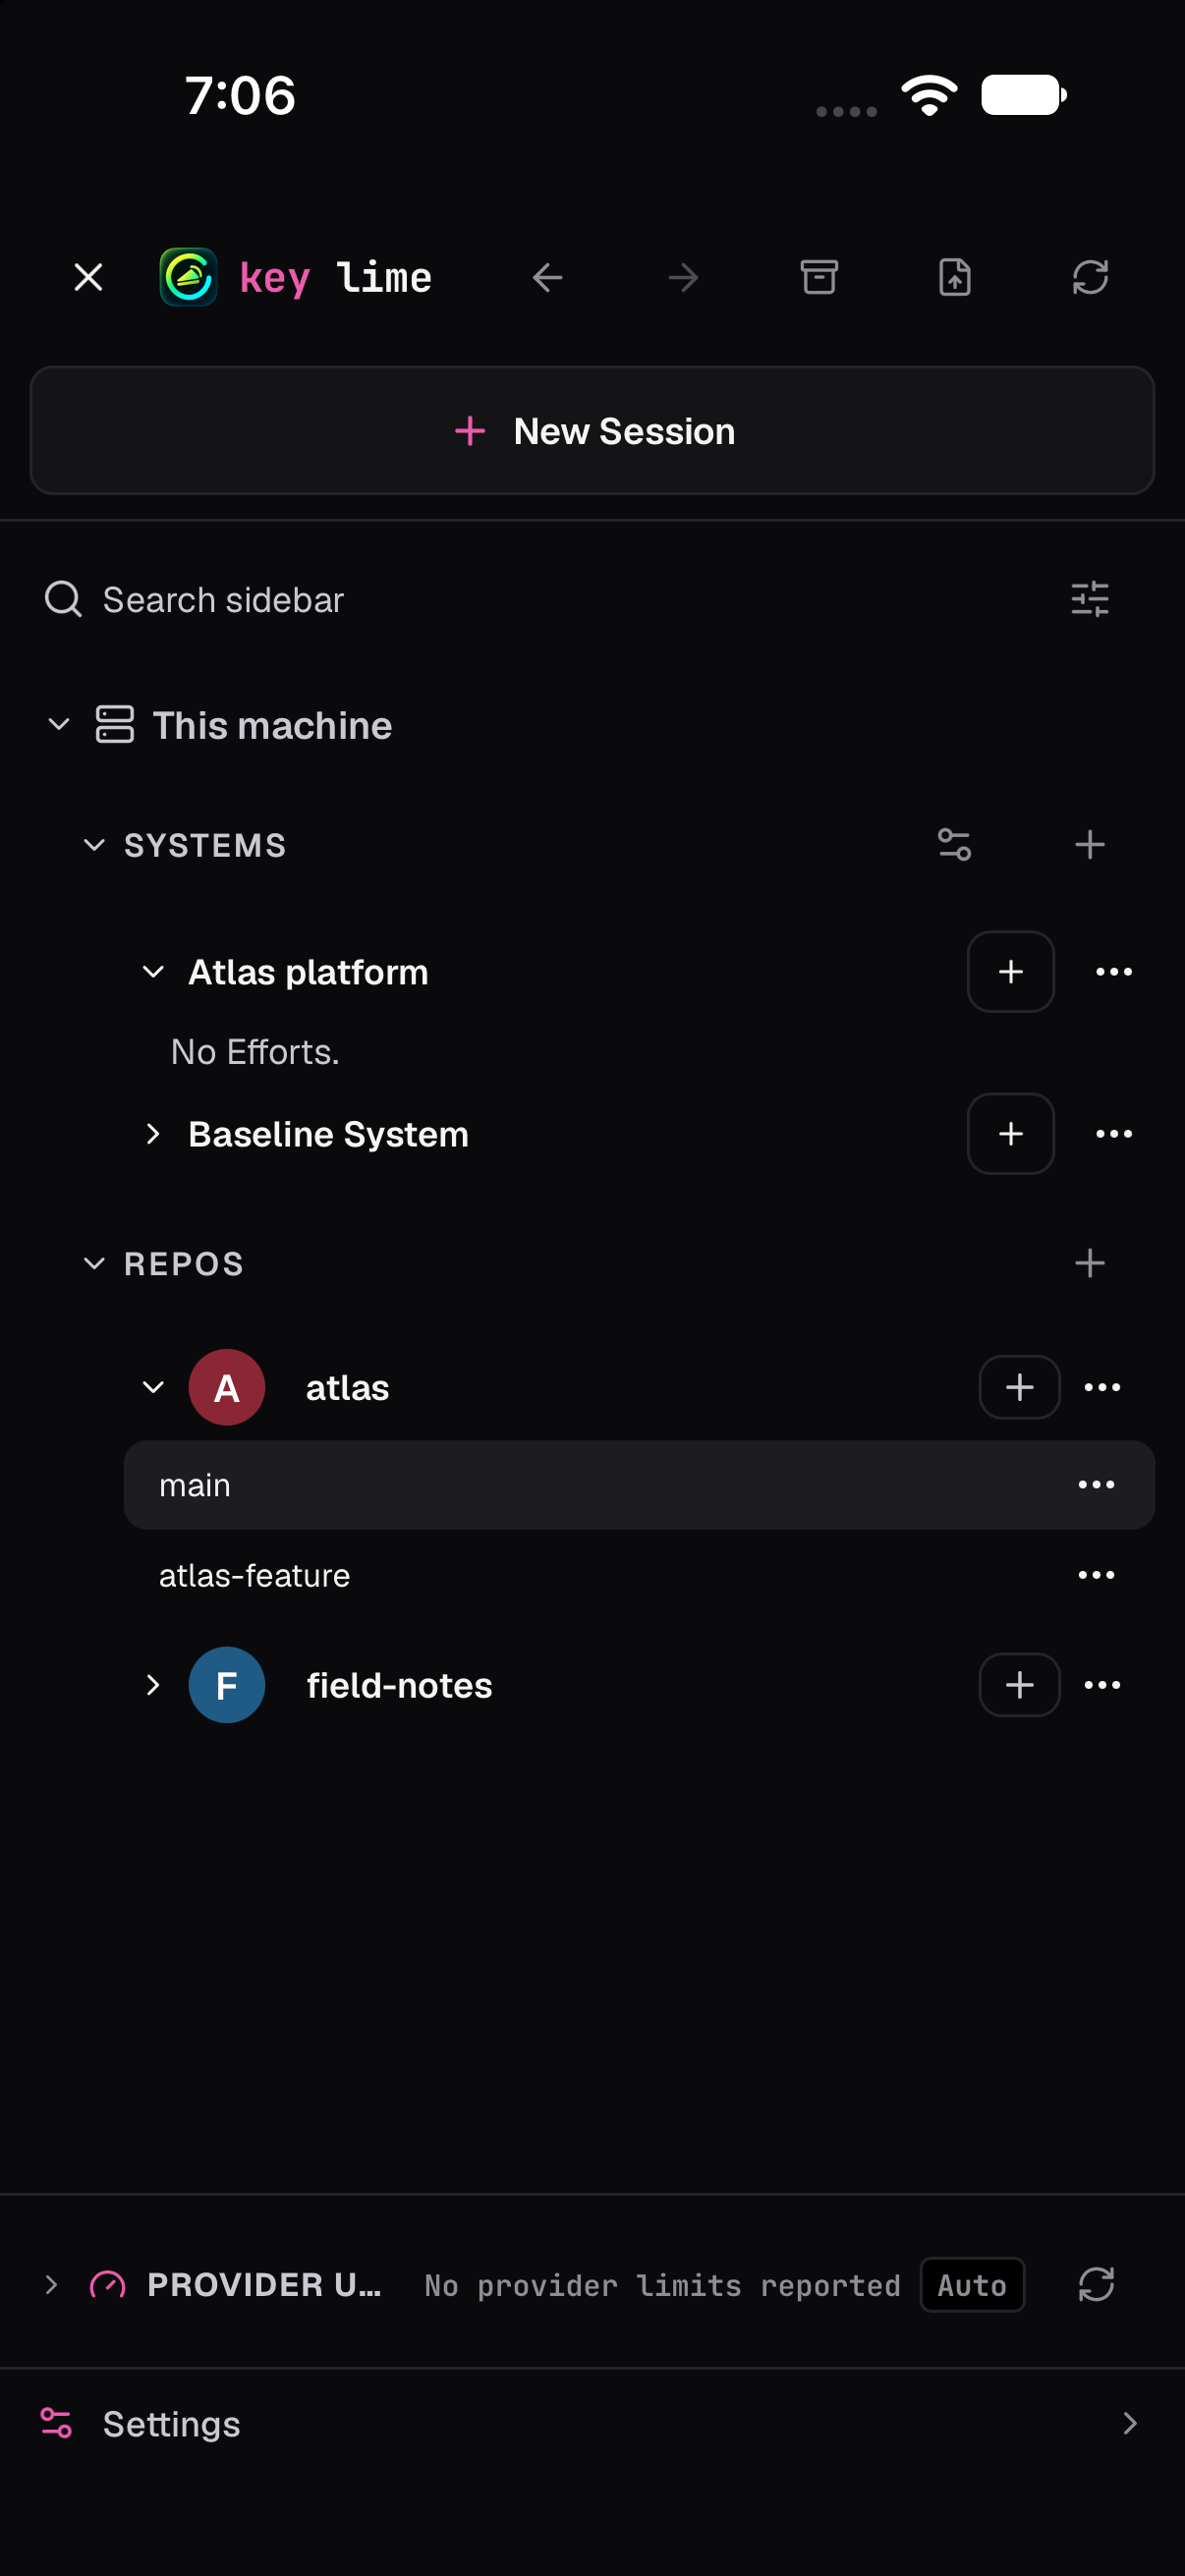 7:06
key lime
New Session
Search sidebar
This machine
SYSTEMS
Atlas platform
No Efforts.
Baseline System
REPOS
A atlas
main
atlas-feature
F field-notes
PROVIDER U... No provider limits reported Auto
Settings